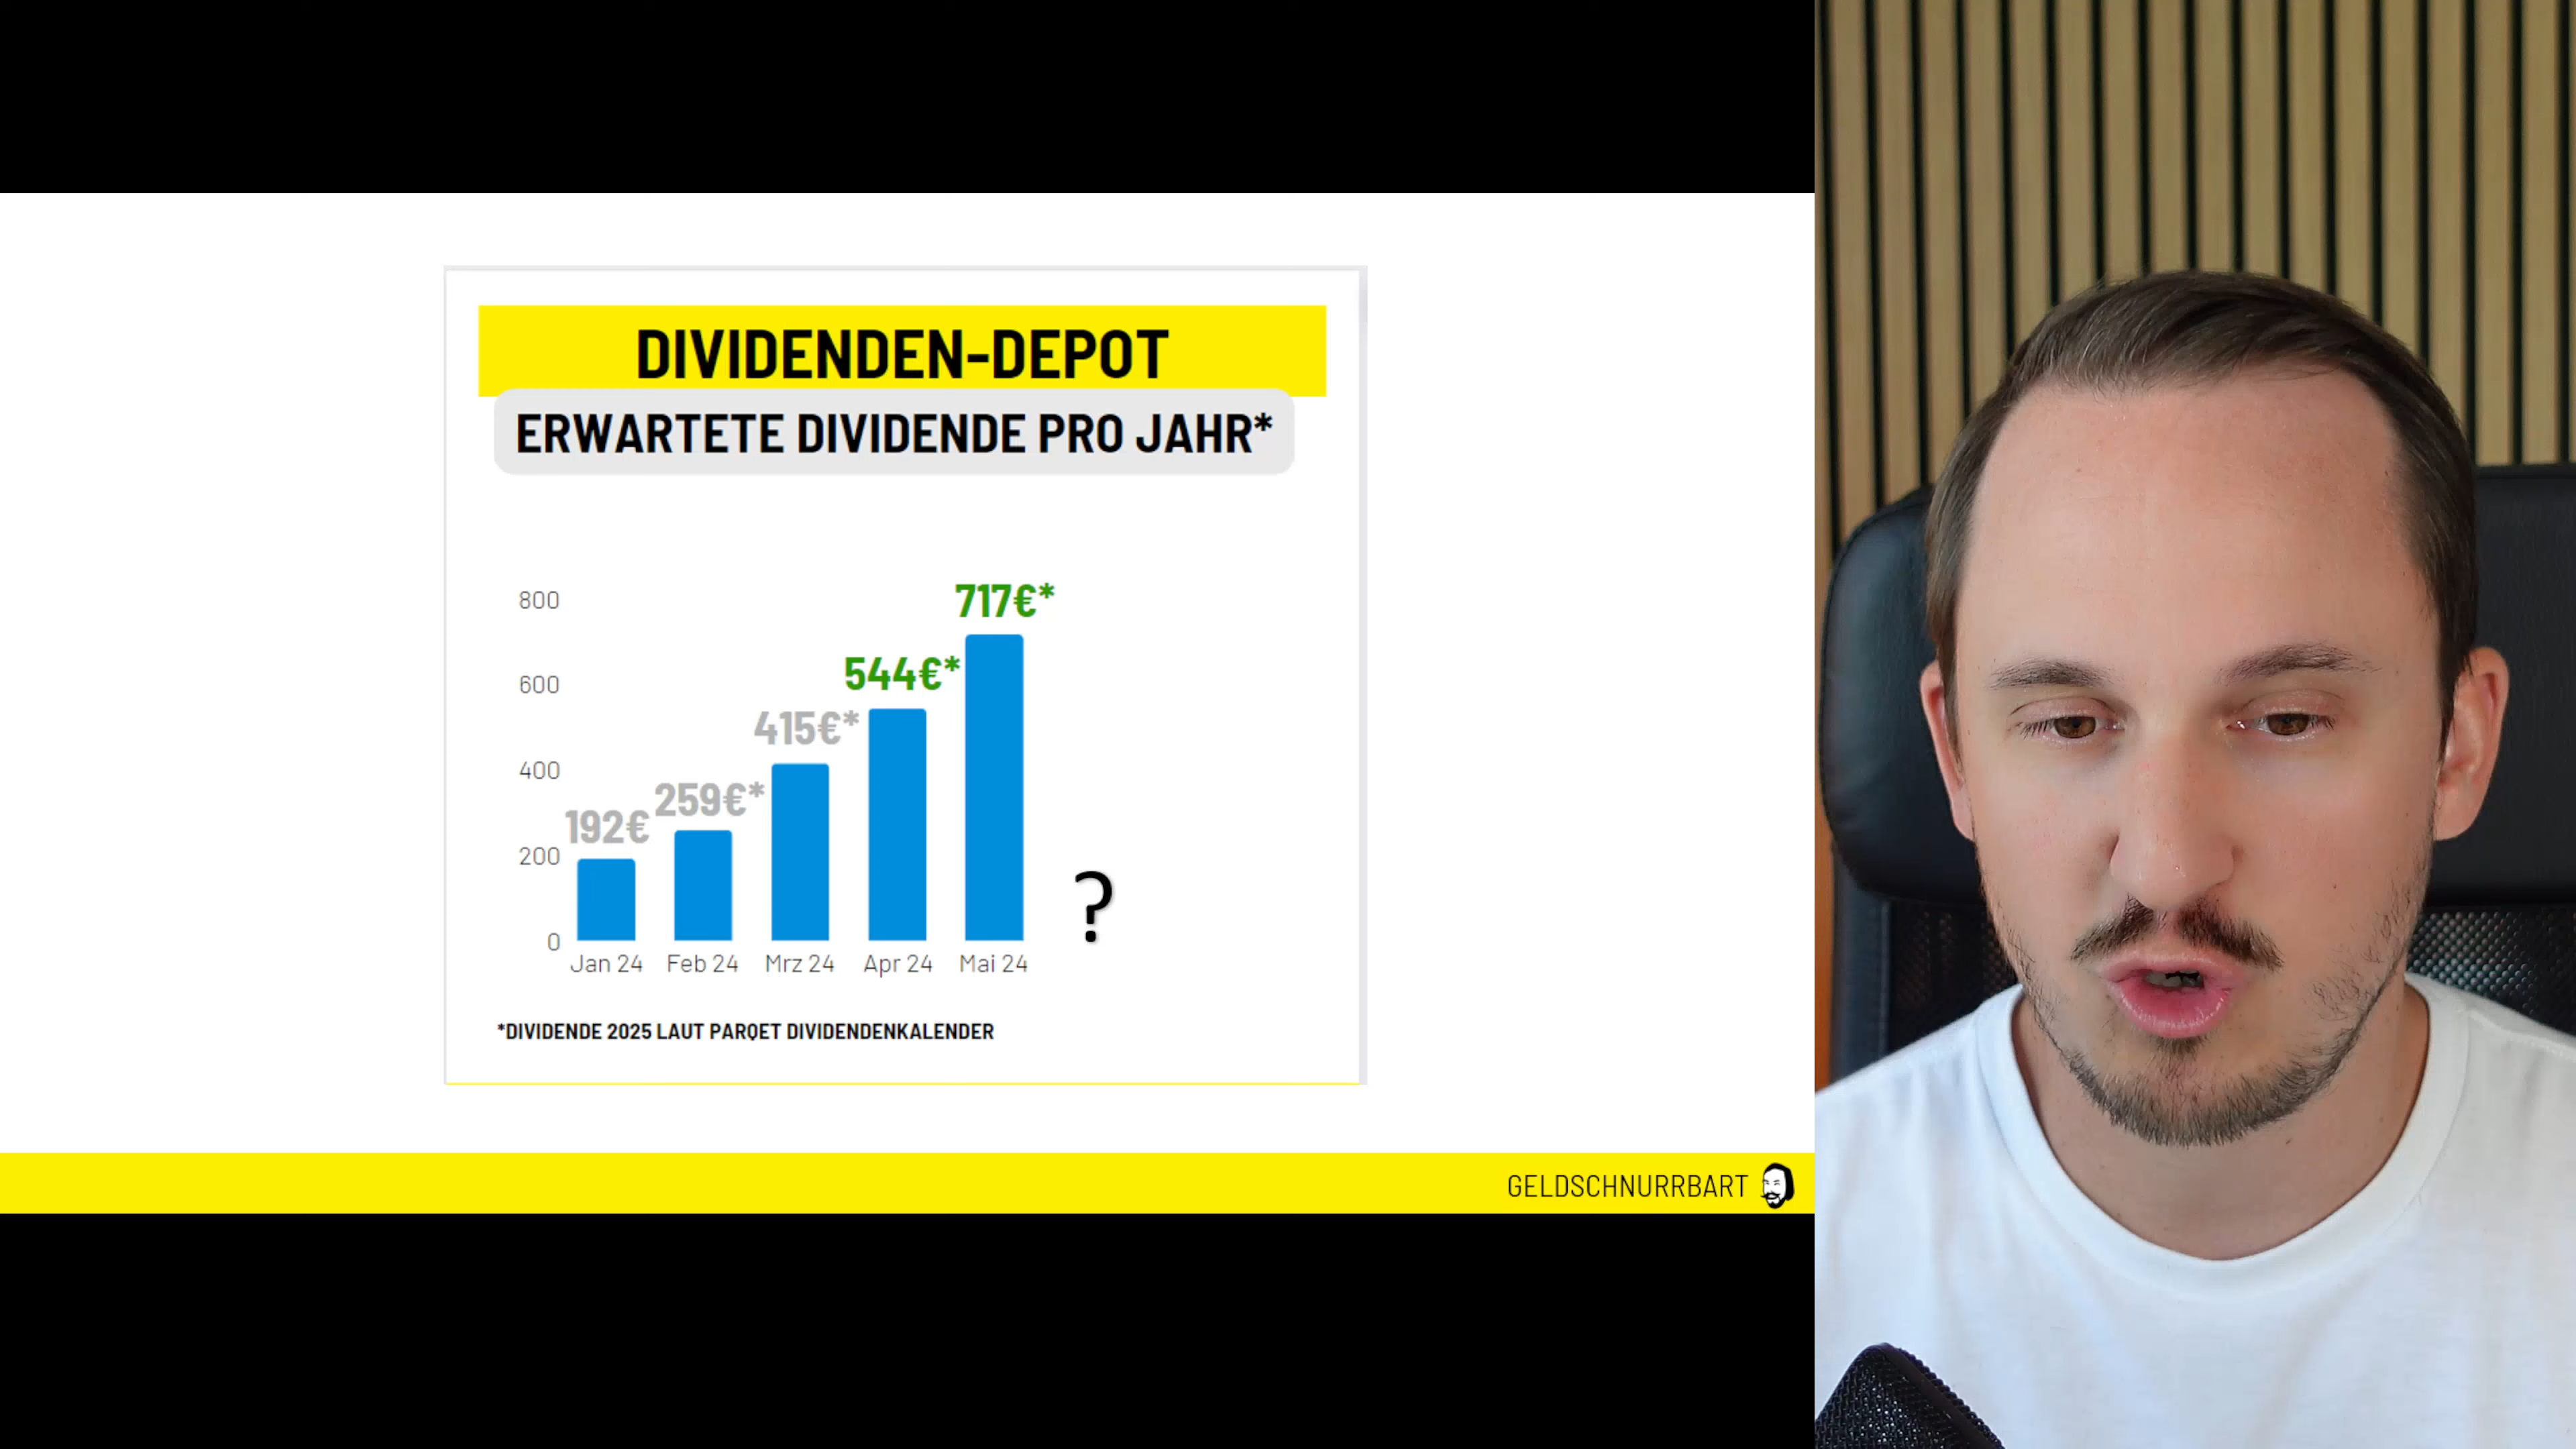 DIVIDENDEN-DEPOT
ERWARTETE DIVIDENDE PRO JAHR*
800
600
400
200
0
192€
259€*
415€*
544€*
717€*
?
Jan 24 Feb 24 Mrz 24 Apr 24 Mai 24
*DIVIDENDE 2025 LAUT PARQET DIVIDENDENKALENDER
GELDSCHNURRBART